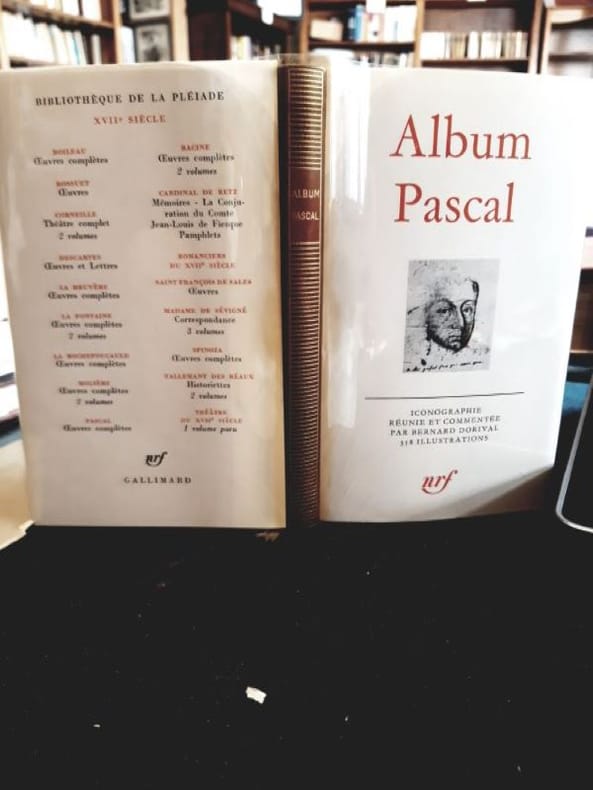 BIBLIOTHÈQUE DE LA PLÉIADE
XVIIe SIÈCLE
BOILEAU
Œuvres complètes
BOSSUET
Œuvres
CORNEILLE
Théâtre complet
2 volumes
DESCARTES
Œuvres et Lettres
LA BRUYÈRE
Œuvres complètes
LA FONTAINE
Œuvres complètes
2 volumes
LA ROCHEFOUCAULD
Œuvres complètes
MOLIÈRE
Œuvres complètes
2 volumes
PASCAL
Œuvres complètes
RACINE
Œuvres complètes
2 volumes
CARDINAL DE RETZ
Mémoires - La Conju-
ration du Comte
Jean-Louis de Fiesque
Pamphlets
ROMANCIERS
DU XVIIe SIÈCLE
SAINT FRANÇOIS DE SALES
Œuvres
MADAME DE SÉVIGNÉ
Correspondance
3 volumes
SPINOZA
Œuvres complètes
TALLEMANT DES RÉAUX
Historiettes
2 volumes
THÉÂTRE
DU XVIIe SIÈCLE
1 volume paru
nrf
GALLIMARD
ALBUM
PASCAL
Album
Pascal
ICONOGRAPHIE
RÉUNIE ET COMMENTÉE
PAR BERNARD DORIVAL
318 ILLUSTRATIONS
nrf